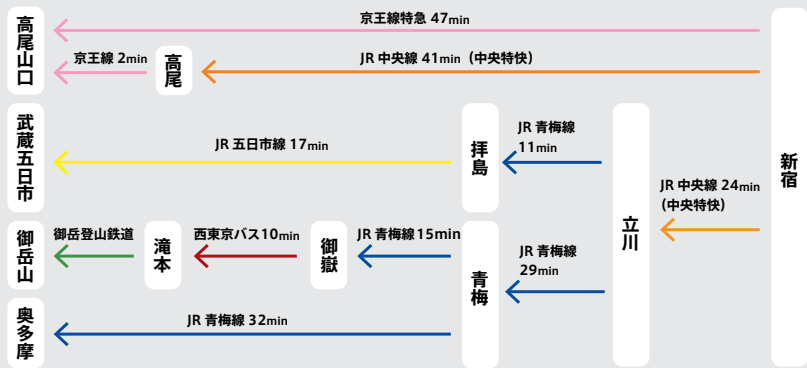 高尾山口
京王線特急 47min
京王線 2min
高尾
JR 中央線 41min（中央特快）
武蔵五日市
JR 五日市線 17min
拝島
JR 青梅線
11min
立川
JR 中央線 24min
(中央特快)
新宿
御岳山
御岳登山鉄道
滝本
西東京バス10min
御嶽
JR 青梅線15min
青梅
JR 青梅線
29min
奥多摩
JR 青梅線 32min